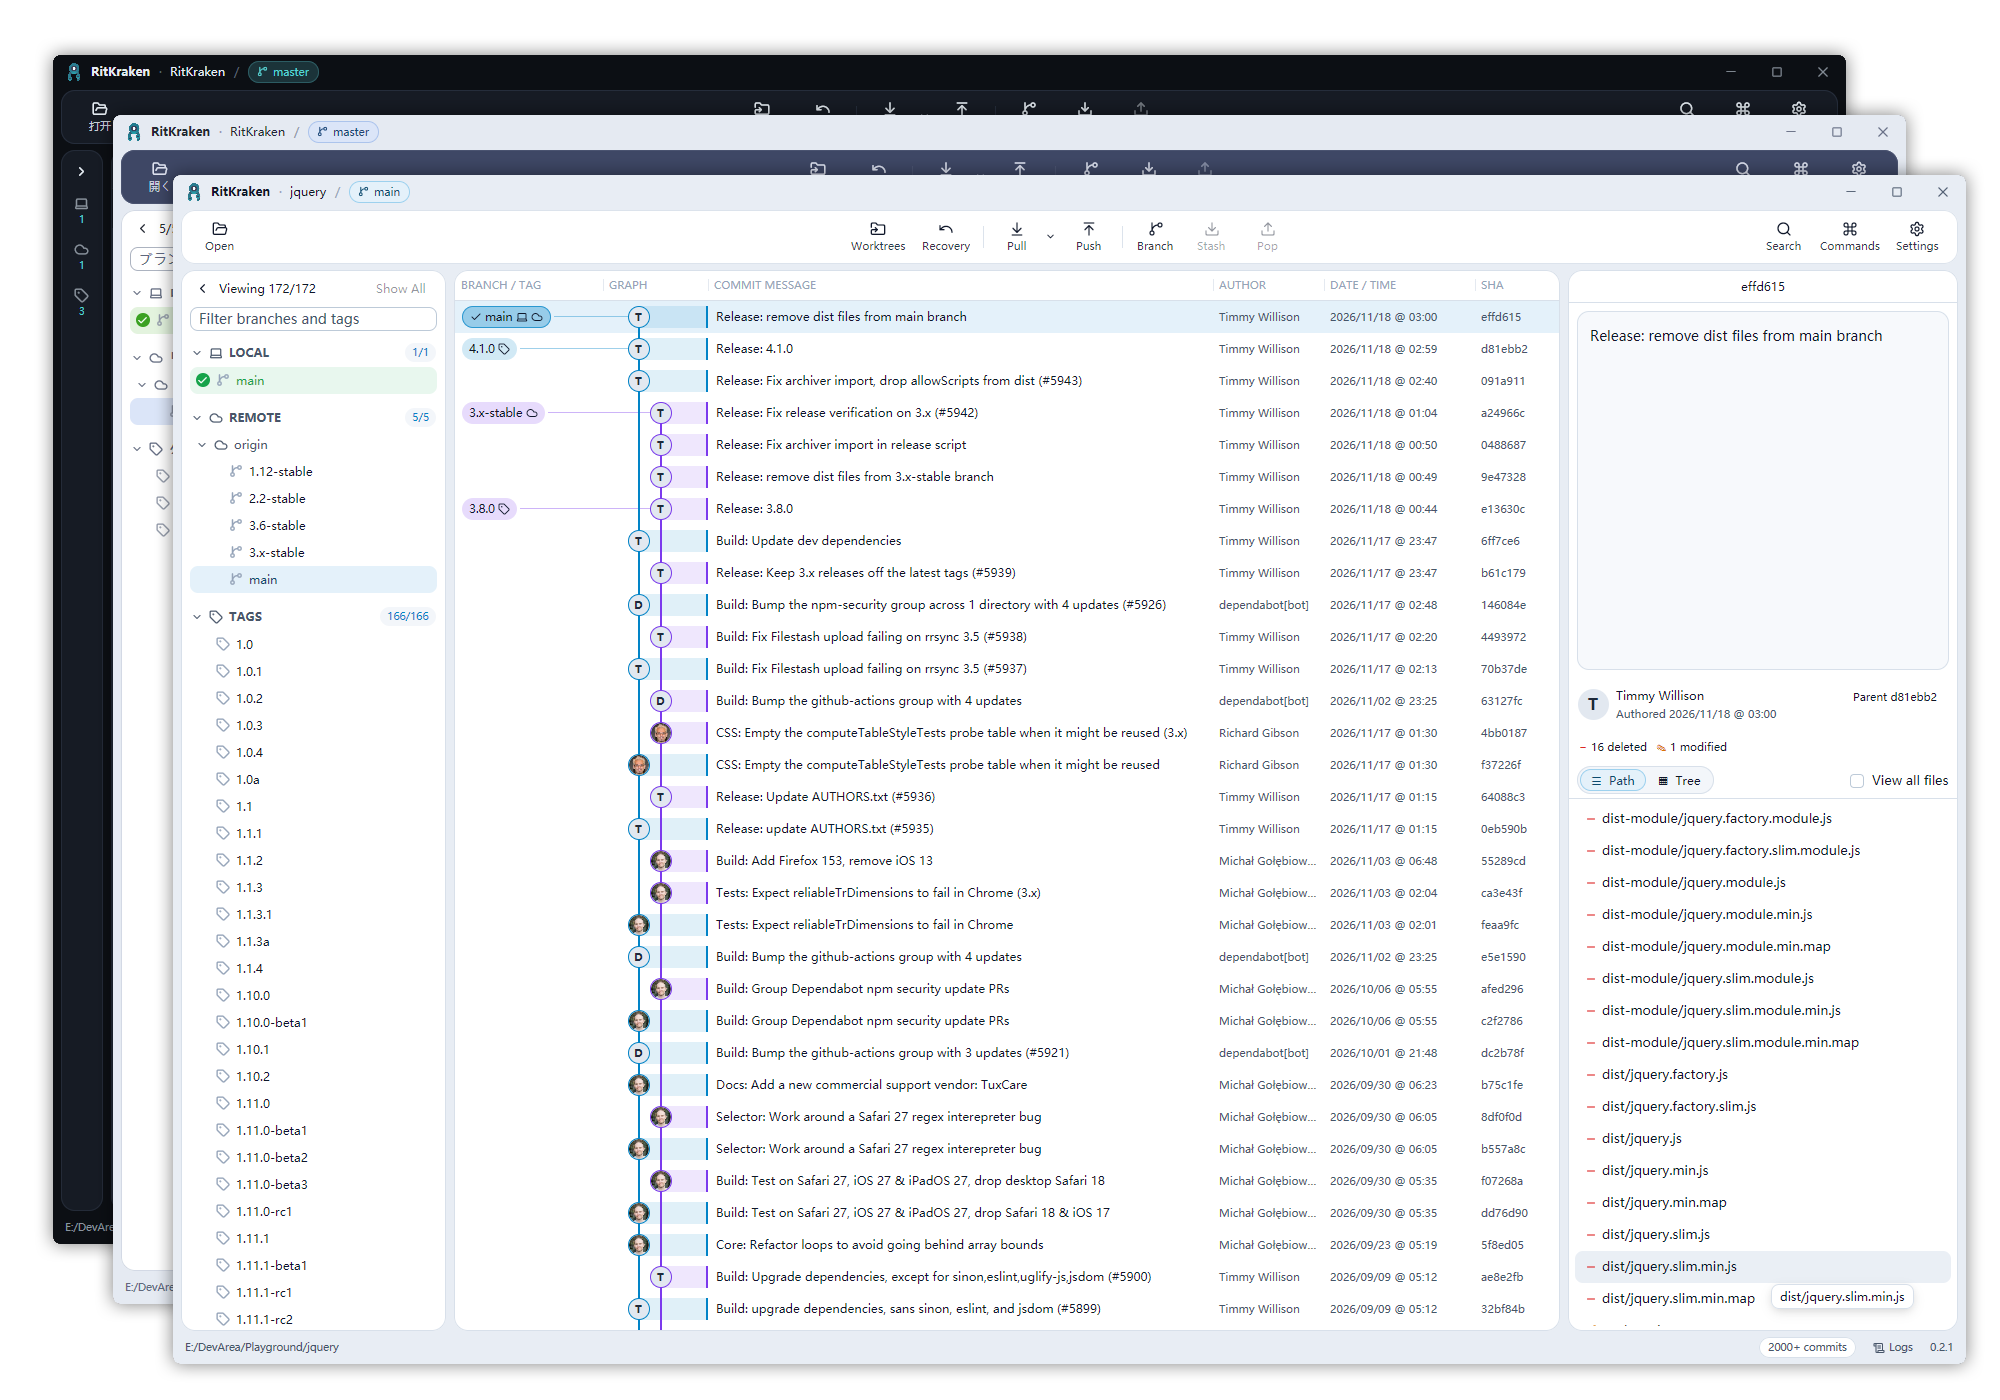 RitKraken · RitKraken / master
打开
1
1
3
E:/DevAre
RitKraken · RitKraken / master
開く
5/
ブラン
E:/DevAre
RitKraken · jquery / main
Open
Worktrees Recovery Pull Push Branch Stash Pop
Search Commands Settings
Viewing 172/172 Show All
Filter branches and tags
LOCAL 1/1
main
REMOTE 5/5
origin
1.12-stable
2.2-stable
3.6-stable
3.x-stable
main
TAGS 166/166
1.0
1.0.1
1.0.2
1.0.3
1.0.4
1.0a
1.1
1.1.1
1.1.2
1.1.3
1.1.3.1
1.1.3a
1.1.4
1.10.0
1.10.0-beta1
1.10.1
1.10.2
1.11.0
1.11.0-beta1
1.11.0-beta2
1.11.0-beta3
1.11.0-rc1
1.11.1
1.11.1-beta1
1.11.1-rc1
1.11.1-rc2
BRANCH / TAG GRAPH COMMIT MESSAGE AUTHOR DATE / TIME SHA
main T Release: remove dist files from main branch Timmy Willison 2026/11/18 @ 03:00 effd615
4.1.0 T Release: 4.1.0 Timmy Willison 2026/11/18 @ 02:59 d81ebb2
T Release: Fix archiver import, drop allowScripts from dist (#5943) Timmy Willison 2026/11/18 @ 02:40 091a911
3.x-stable T Release: Fix release verification on 3.x (#5942) Timmy Willison 2026/11/18 @ 01:04 a24966c
T Release: Fix archiver import in release script Timmy Willison 2026/11/18 @ 00:50 0488687
T Release: remove dist files from 3.x-stable branch Timmy Willison 2026/11/18 @ 00:49 9e47328
3.8.0 T Release: 3.8.0 Timmy Willison 2026/11/18 @ 00:44 e13630c
T Build: Update dev dependencies Timmy Willison 2026/11/17 @ 23:47 6ff7ce6
T Release: Keep 3.x releases off the latest tags (#5939) Timmy Willison 2026/11/17 @ 23:47 b61c179
D Build: Bump the npm-security group across 1 directory with 4 updates (#5926) dependabot[bot] 2026/11/17 @ 02:48 146084e
T Build: Fix Filestash upload failing on rrsync 3.5 (#5938) Timmy Willison 2026/11/17 @ 02:20 4493972
T Build: Fix Filestash upload failing on rrsync 3.5 (#5937) Timmy Willison 2026/11/17 @ 02:13 70b37de
D Build: Bump the github-actions group with 4 updates dependabot[bot] 2026/11/02 @ 23:25 63127fc
CSS: Empty the computeTableStyleTests probe table when it might be reused (3.x) Richard Gibson 2026/11/17 @ 01:30 4bb0187
CSS: Empty the computeTableStyleTests probe table when it might be reused Richard Gibson 2026/11/17 @ 01:30 f37226f
T Release: Update AUTHORS.txt (#5936) Timmy Willison 2026/11/17 @ 01:15 64088c3
T Release: update AUTHORS.txt (#5935) Timmy Willison 2026/11/17 @ 01:15 0eb590b
Build: Add Firefox 153, remove iOS 13 Michał Gołębiow... 2026/11/03 @ 06:48 55289cd
Tests: Expect reliableTrDimensions to fail in Chrome (3.x) Michał Gołębiow... 2026/11/03 @ 02:04 ca3e43f
Tests: Expect reliableTrDimensions to fail in Chrome Michał Gołębiow... 2026/11/03 @ 02:01 feaa9fc
D Build: Bump the github-actions group with 4 updates dependabot[bot] 2026/11/02 @ 23:25 e5e1590
Build: Group Dependabot npm security update PRs Michał Gołębiow... 2026/10/06 @ 05:55 afed296
Build: Group Dependabot npm security update PRs Michał Gołębiow... 2026/10/06 @ 05:55 c2f2786
D Build: Bump the github-actions group with 3 updates (#5921) dependabot[bot] 2026/10/01 @ 21:48 dc2b78f
Docs: Add a new commercial support vendor: TuxCare Michał Gołębiow... 2026/09/30 @ 06:23 b75c1fe
Selector: Work around a Safari 27 regex interepreter bug Michał Gołębiow... 2026/09/30 @ 06:05 8df0f0d
Selector: Work around a Safari 27 regex interepreter bug Michał Gołębiow... 2026/09/30 @ 06:05 b557a8c
Build: Test on Safari 27, iOS 27 & iPadOS 27, drop desktop Safari 18 Michał Gołębiow... 2026/09/30 @ 05:35 f07268a
Build: Test on Safari 27, iOS 27 & iPadOS 27, drop Safari 18 & iOS 17 Michał Gołębiow... 2026/09/30 @ 05:35 dd76d90
Core: Refactor loops to avoid going behind array bounds Michał Gołębiow... 2026/09/23 @ 05:19 5f8ed05
T Build: Upgrade dependencies, except for sinon,eslint,uglify-js,jsdom (#5900) Timmy Willison 2026/09/09 @ 05:12 ae8e2fb
T Build: upgrade dependencies, sans sinon, eslint, and jsdom (#5899) Timmy Willison 2026/09/09 @ 05:12 32bf84b
effd615
Release: remove dist files from main branch
T Timmy Willison Parent d81ebb2
Authored 2026/11/18 @ 03:00
16 deleted 1 modified
Path Tree View all files
dist-module/jquery.factory.module.js
dist-module/jquery.factory.slim.module.js
dist-module/jquery.module.js
dist-module/jquery.module.min.js
dist-module/jquery.module.min.map
dist-module/jquery.slim.module.js
dist-module/jquery.slim.module.min.js
dist-module/jquery.slim.module.min.map
dist/jquery.factory.js
dist/jquery.factory.slim.js
dist/jquery.js
dist/jquery.min.js
dist/jquery.min.map
dist/jquery.slim.js
dist/jquery.slim.min.js
dist/jquery.slim.min.map
dist/jquery.slim.min.js
E:/DevArea/Playground/jquery
2000+ commits Logs 0.2.1